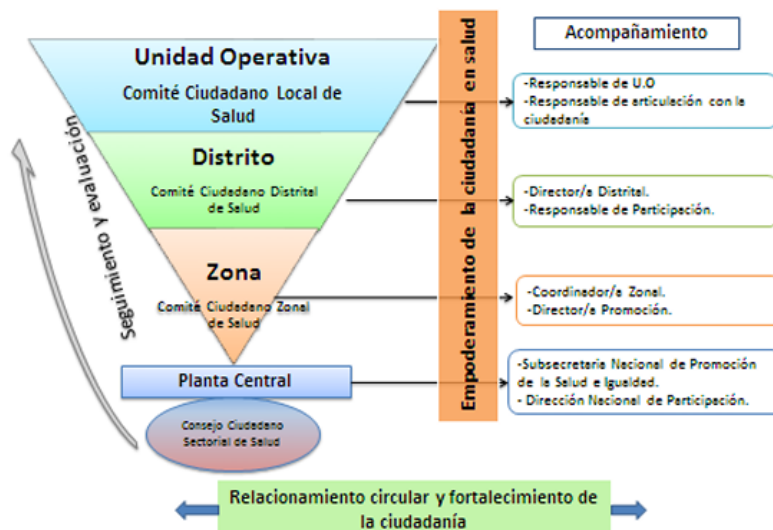 Unidad Operativa
Comité Ciudadano Local de
Salud
Distrito
Comité Ciudadano Distrital
de Salud
Zona
Comité Ciudadano Zonal
de Salud
Planta Central
Consejo Ciudadano
Sectorial de Salud
Seguimiento y evaluación
Empoderamiento de la ciudadanía en salud
Acompañamiento
-Responsable de U.O
-Responsable de articulación con la
ciudadanía
-Director/a Distrital.
-Responsable de Participación.
-Coordinador/a Zonal.
-Director/a Promoción.
-Subsecretaria Nacional de Promoción
de la Salud e Igualdad.
- Dirección Nacional de Participación.
Relacionamiento circular y fortalecimiento de
la ciudadanía